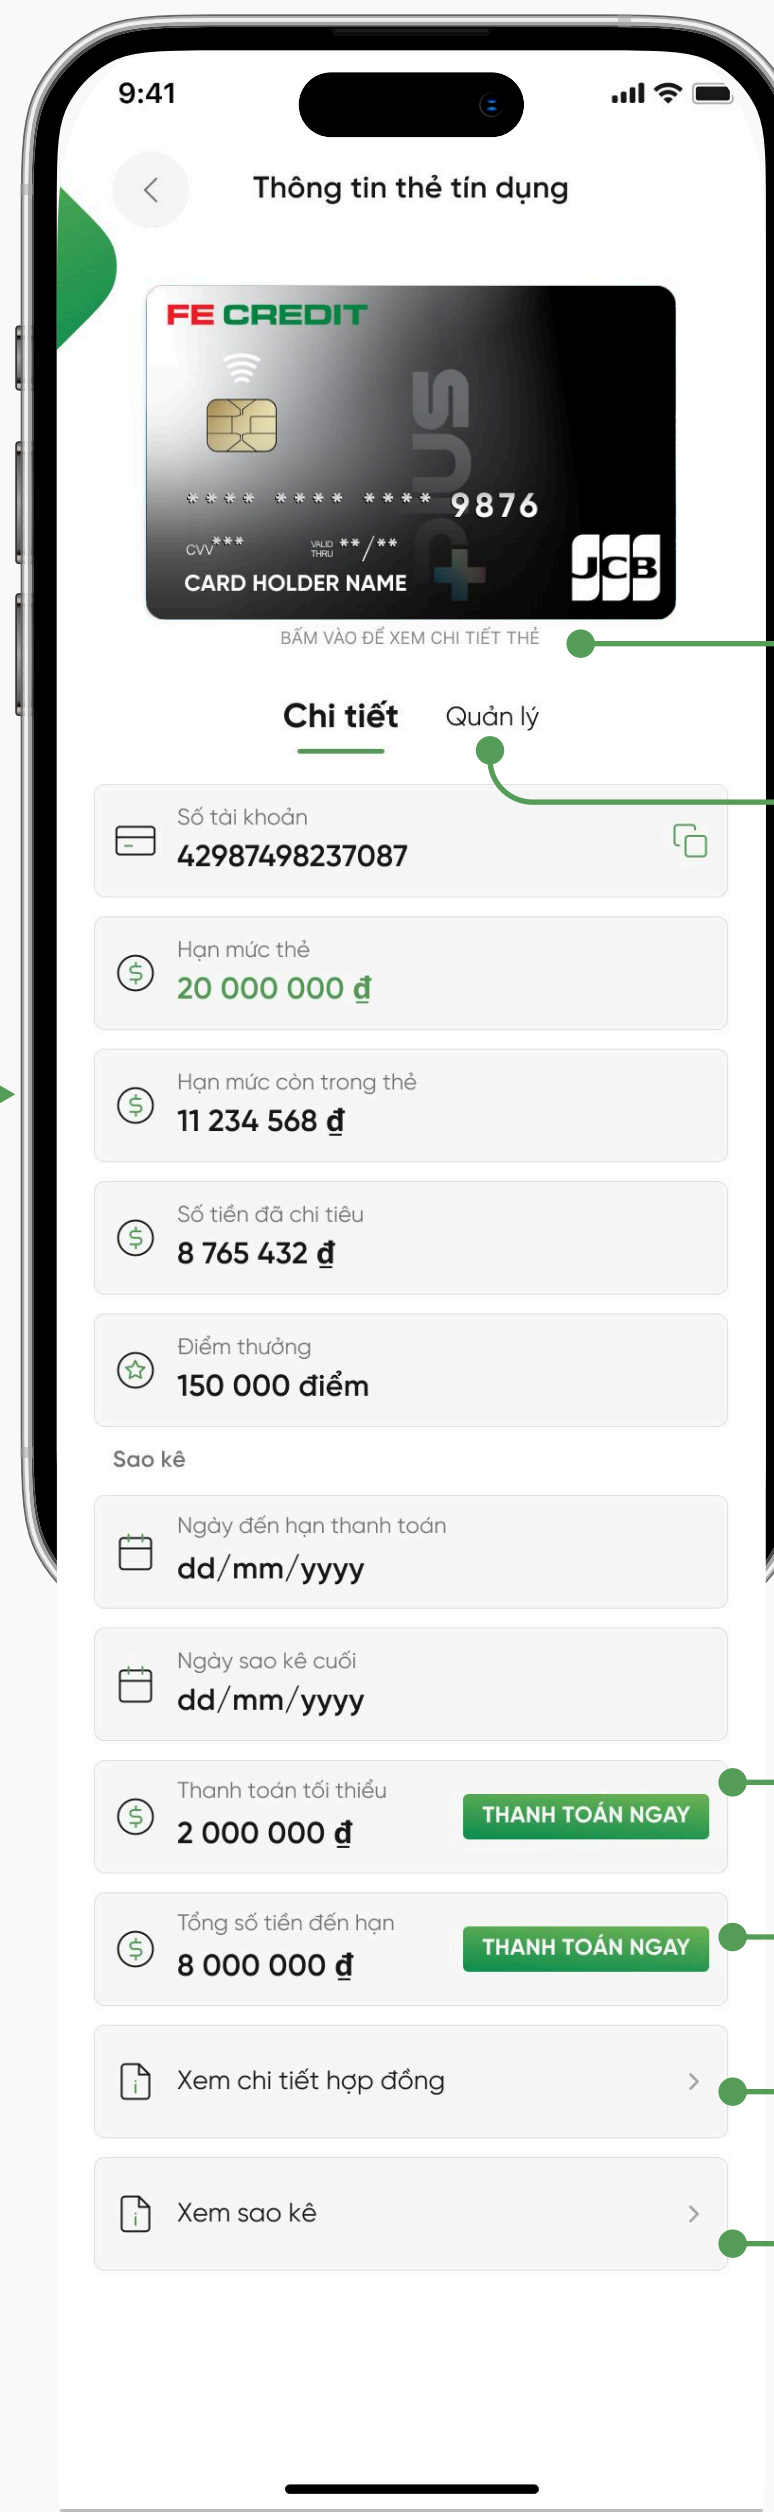 9:41
Thông tin thẻ tín dụng
FE CREDIT
plus
**** **** **** 9876
CVV*** VALID THRU **/**
CARD HOLDER NAME
JCB
BẤM VÀO ĐỂ XEM CHI TIẾT THẺ
Chi tiết Quản lý
Số tài khoản
42987498237087
Hạn mức thẻ
20 000 000 ₫
Hạn mức còn trong thẻ
11 234 568 ₫
Số tiền đã chi tiêu
8 765 432 ₫
Điểm thưởng
150 000 điểm
Sao kê
Ngày đến hạn thanh toán
dd/mm/yyyy
Ngày sao kê cuối
dd/mm/yyyy
Thanh toán tối thiểu
2 000 000 ₫
THANH TOÁN NGAY
Tổng số tiền đến hạn
8 000 000 ₫
THANH TOÁN NGAY
Xem chi tiết hợp đồng
Xem sao kê